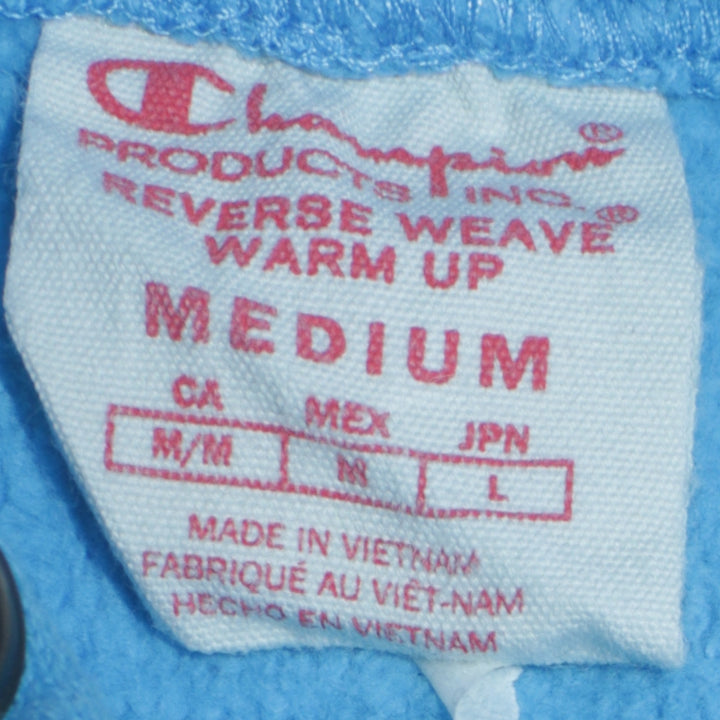 Champion®
PRODUCTS INC.
REVERSE WEAVE®
WARM UP
MEDIUM
CA MEX JPN
M/M M L
MADE IN VIETNAM
FABRIQUÉ AU VIÊT-NAM
HECHO EN VIETNAM